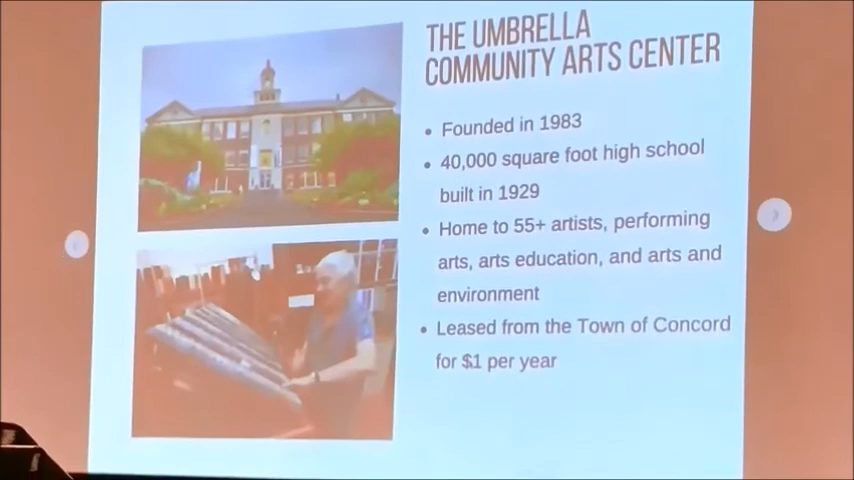 THE UMBRELLA
COMMUNITY ARTS CENTER
• Founded in 1983
• 40,000 square foot high school
built in 1929
• Home to 55+ artists, performing
arts, arts education, and arts and
environment
• Leased from the Town of Concord
for $1 per year